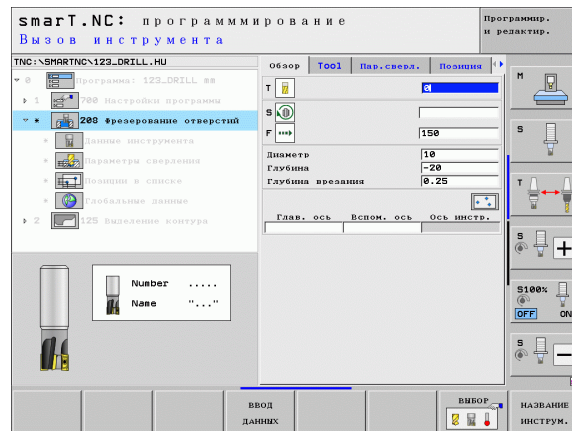 smarT.NC: программмирование
Вызов инструмента
Программир.
и редактир.
TNC:\SMARTNC\123_DRILL.HU
0 Программа: 123_DRILL mm
1 700 Настройки программы
* 208 Фрезерование отверстий
* Данные инструмента
* Параметры сверления
* Позиции в списке
* Глобальные данные
2 125 Выделение контура
Обзор Tool Пар.сверл. Позиция
T 0
S
F 150
Диаметр 10
Глубина -20
Глубина врезания 0.25
Глав. ось Вспом. ось Ось инстр.
Number .....
Name "..."
M
S
T
S
S100%
OFF ON
S
ВВОД
ДАННЫХ
ВЫБОР
НАЗВАНИЕ
ИНСТРУМ.